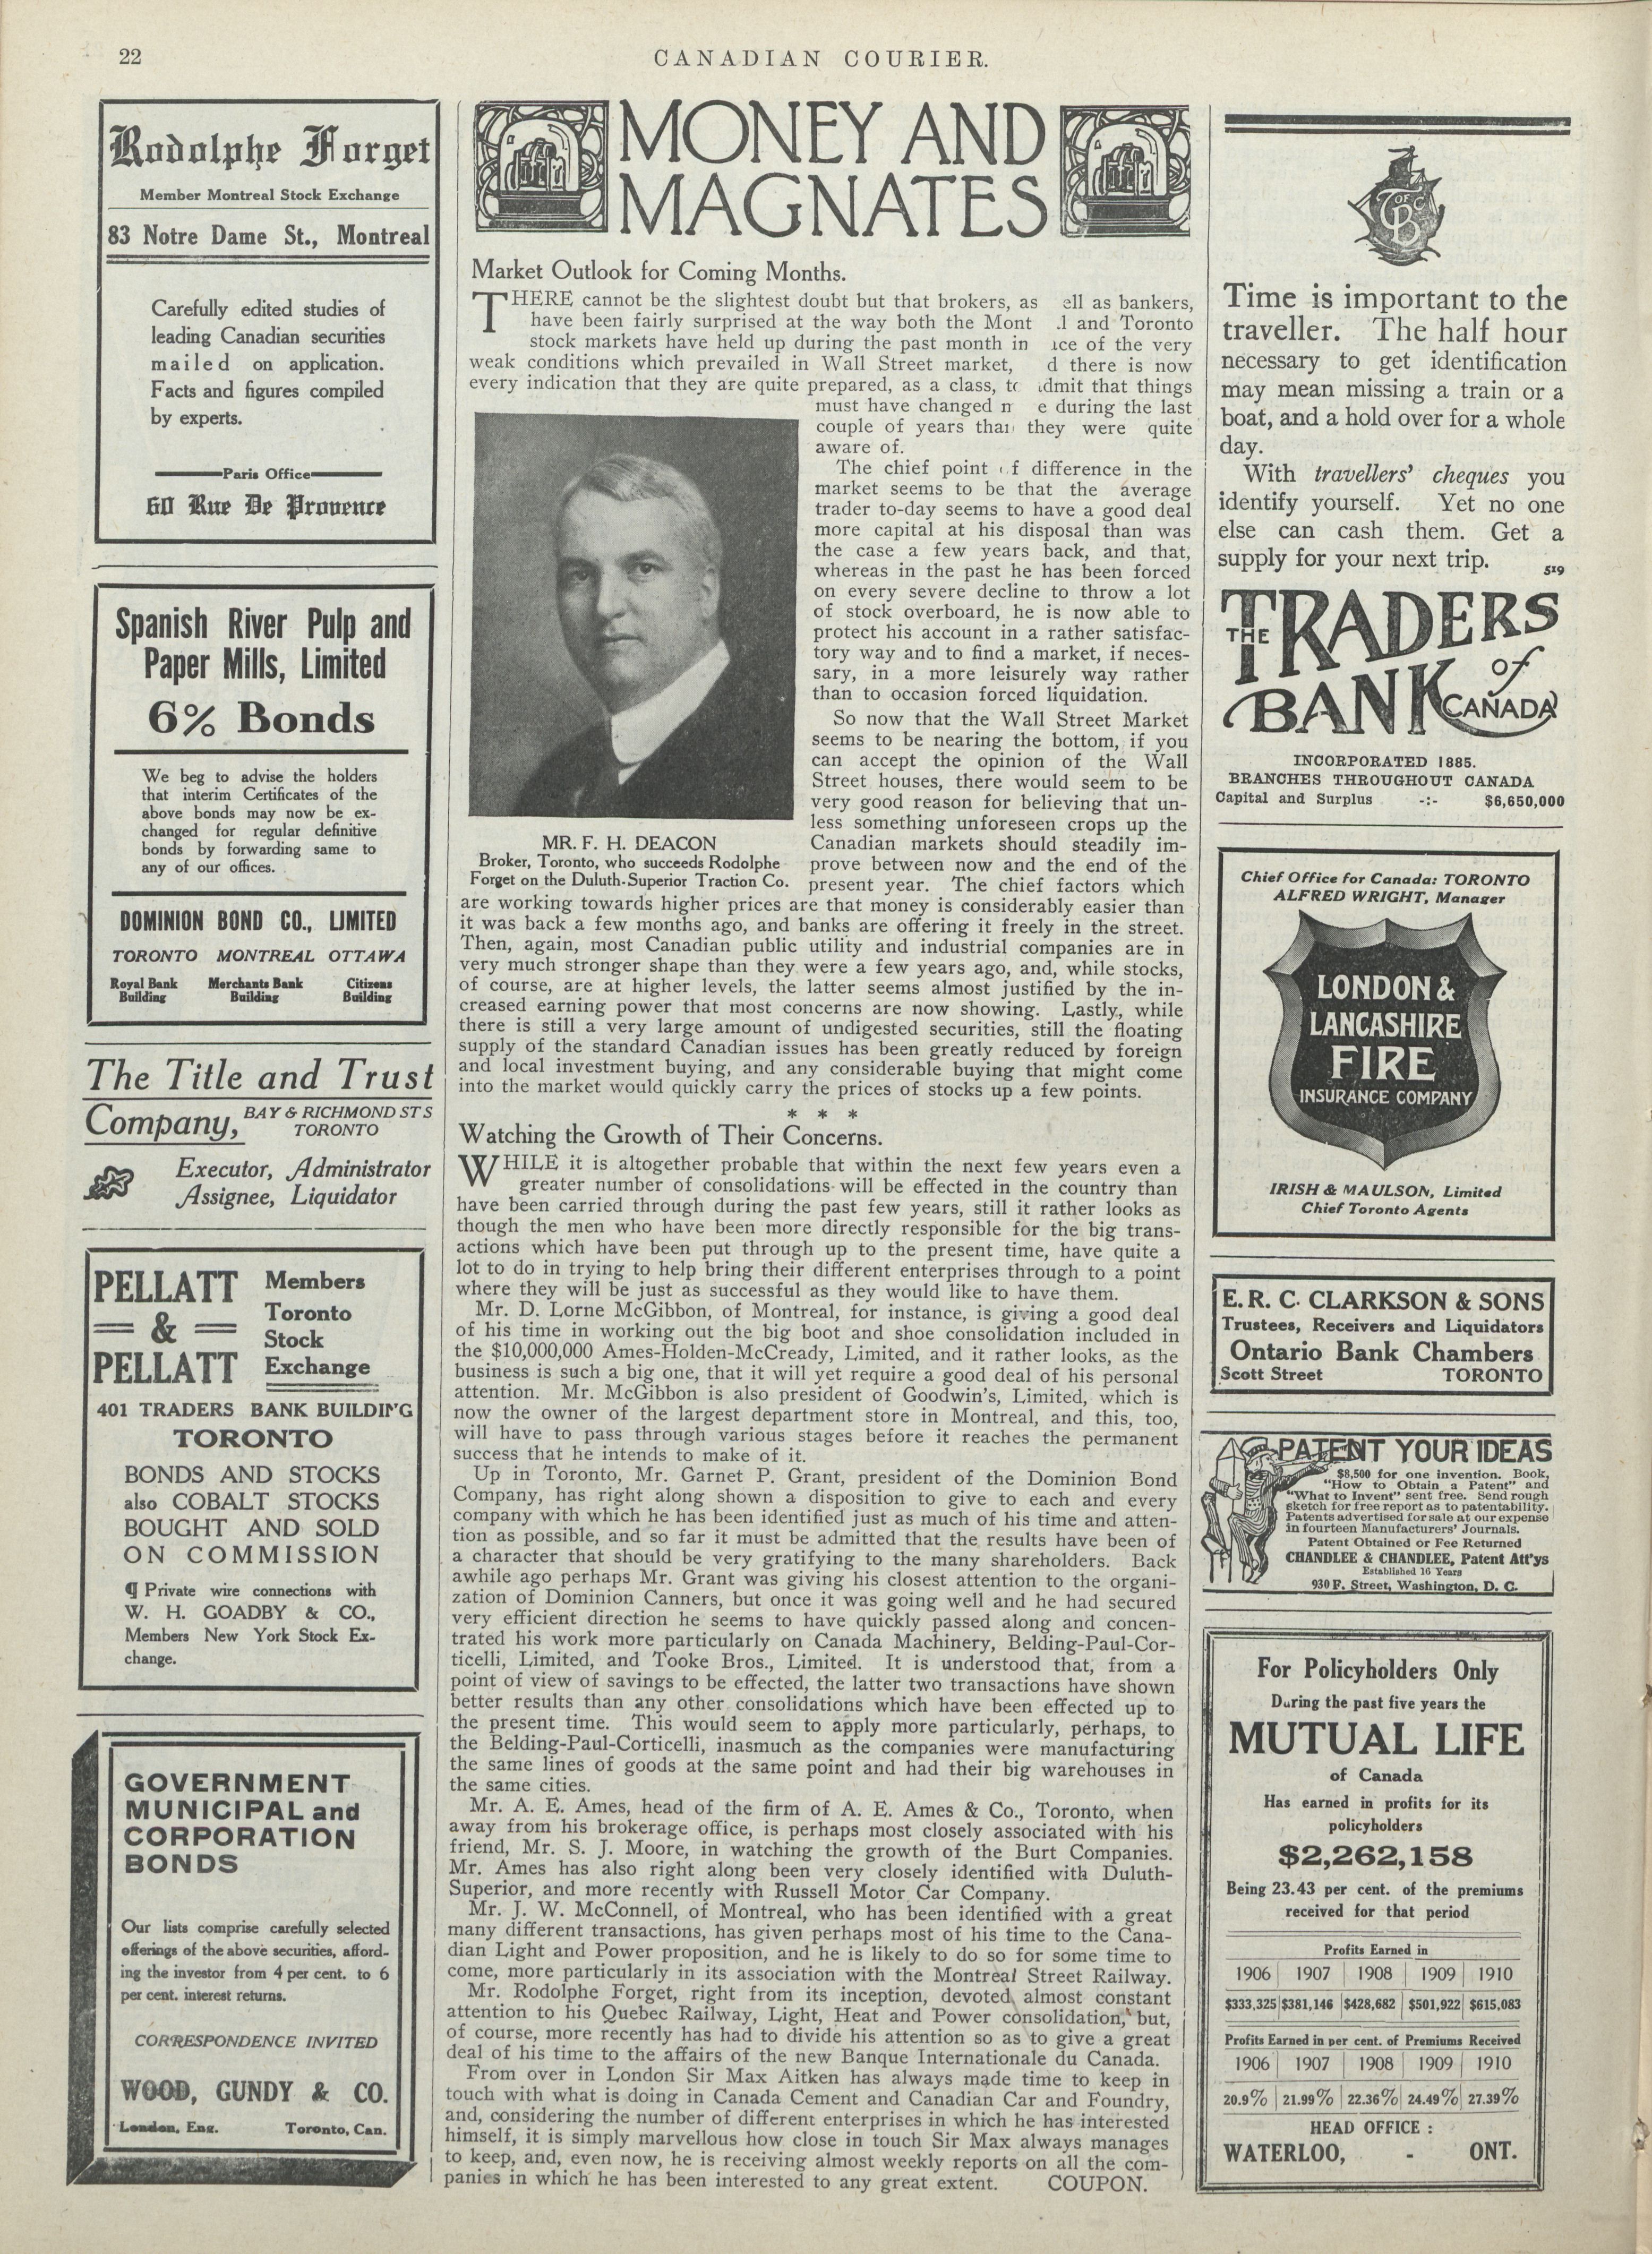 22
CANADIAN COURIER.
Rodolphe Forget
Member Montreal Stock Exchange
83 Notre Dame St., Montreal
Carefully edited studies of
leading Canadian securities
mailed on application.
Facts and figures compiled
by experts.
Paris Office
60 Rue De Provence
Spanish River Pulp and
Paper Mills, Limited
6% Bonds
We beg to advise the holders
that interim Certificates of the
above bonds may now be ex-
changed for regular definitive
bonds by forwarding same to
any of our offices.
DOMINION BOND CO., LIMITED
TORONTO MONTREAL OTTAWA
Royal Bank Merchants Bank Citizens
Building Building Building
The Title and Trust
Company, BAY & RICHMOND STS
TORONTO
Executor, Administrator
Assignee, Liquidator
PELLATT
&
PELLATT
Members
Toronto
Stock
Exchange
401 TRADERS BANK BUILDING
TORONTO
BONDS AND STOCKS
also COBALT STOCKS
BOUGHT AND SOLD
ON COMMISSION
¶ Private wire connections with
W. H. GOADBY & CO.,
Members New York Stock Ex-
change.
GOVERNMENT
MUNICIPAL and
CORPORATION
BONDS
Our lists comprise carefully selected
offerings of the above securities, afford-
ing the investor from 4 per cent. to 6
per cent. interest returns.
CORRESPONDENCE INVITED
WOOD, GUNDY & CO.
London, Eng. Toronto, Can.
MONEY AND
MAGNATES
Market Outlook for Coming Months.
THERE cannot be the slightest doubt but that brokers, as ell as bankers,
have been fairly surprised at the way both the Mont l and Toronto
stock markets have held up during the past month in ce of the very
weak conditions which prevailed in Wall Street market, d there is now
every indication that they are quite prepared, as a class, to dmit that things
must have changed m e during the last
couple of years than they were quite
aware of.
The chief point of difference in the
market seems to be that the average
trader to-day seems to have a good deal
more capital at his disposal than was
the case a few years back, and that,
whereas in the past he has been forced
on every severe decline to throw a lot
of stock overboard, he is now able to
protect his account in a rather satisfac-
tory way and to find a market, if neces-
sary, in a more leisurely way rather
than to occasion forced liquidation.
So now that the Wall Street Market
seems to be nearing the bottom, if you
can accept the opinion of the Wall
Street houses, there would seem to be
very good reason for believing that un-
less something unforeseen crops up the
Canadian markets should steadily im-
prove between now and the end of the
present year. The chief factors which
MR. F. H. DEACON
Broker, Toronto, who succeeds Rodolphe
Forget on the Duluth-Superior Traction Co.
are working towards higher prices are that money is considerably easier than
it was back a few months ago, and banks are offering it freely in the street.
Then, again, most Canadian public utility and industrial companies are in
very much stronger shape than they were a few years ago, and, while stocks,
of course, are at higher levels, the latter seems almost justified by the in-
creased earning power that most concerns are now showing. Lastly, while
there is still a very large amount of undigested securities, still the floating
supply of the standard Canadian issues has been greatly reduced by foreign
and local investment buying, and any considerable buying that might come
into the market would quickly carry the prices of stocks up a few points.
* * *
Watching the Growth of Their Concerns.
WHILE it is altogether probable that within the next few years even a
greater number of consolidations will be effected in the country than
have been carried through during the past few years, still it rather looks as
though the men who have been more directly responsible for the big trans-
actions which have been put through up to the present time, have quite a
lot to do in trying to help bring their different enterprises through to a point
where they will be just as successful as they would like to have them.
Mr. D. Lorne McGibbon, of Montreal, for instance, is giving a good deal
of his time in working out the big boot and shoe consolidation included in
the $10,000,000 Ames-Holden-McCready, Limited, and it rather looks, as the
business is such a big one, that it will yet require a good deal of his personal
attention. Mr. McGibbon is also president of Goodwin's, Limited, which is
now the owner of the largest department store in Montreal, and this, too,
will have to pass through various stages before it reaches the permanent
success that he intends to make of it.
Up in Toronto, Mr. Garnet P. Grant, president of the Dominion Bond
Company, has right along shown a disposition to give to each and every
company with which he has been identified just as much of his time and atten-
tion as possible, and so far it must be admitted that the results have been of
a character that should be very gratifying to the many shareholders. Back
awhile ago perhaps Mr. Grant was giving his closest attention to the organi-
zation of Dominion Canners, but once it was going well and he had secured
very efficient direction he seems to have quickly passed along and concen-
trated his work more particularly on Canada Machinery, Belding-Paul-Cor-
ticelli, Limited, and Tooke Bros., Limited. It is understood that, from a
point of view of savings to be effected, the latter two transactions have shown
better results than any other consolidations which have been effected up to
the present time. This would seem to apply more particularly, perhaps, to
the Belding-Paul-Corticelli, inasmuch as the companies were manufacturing
the same lines of goods at the same point and had their big warehouses in
the same cities.
Mr. A. E. Ames, head of the firm of A. E. Ames & Co., Toronto, when
away from his brokerage office, is perhaps most closely associated with his
friend, Mr. S. J. Moore, in watching the growth of the Burt Companies.
Mr. Ames has also right along been very closely identified with Duluth-
Superior, and more recently with Russell Motor Car Company.
Mr. J. W. McConnell, of Montreal, who has been identified with a great
many different transactions, has given perhaps most of his time to the Cana-
dian Light and Power proposition, and he is likely to do so for some time to
come, more particularly in its association with the Montreal Street Railway.
Mr. Rodolphe Forget, right from its inception, devoted almost constant
attention to his Quebec Railway, Light, Heat and Power consolidation, but,
of course, more recently has had to divide his attention so as to give a great
deal of his time to the affairs of the new Banque Internationale du Canada.
From over in London Sir Max Aitken has always made time to keep in
touch with what is doing in Canada Cement and Canadian Car and Foundry,
and, considering the number of different enterprises in which he has interested
himself, it is simply marvellous how close in touch Sir Max always manages
to keep, and, even now, he is receiving almost weekly reports on all the com-
panies in which he has been interested to any great extent. COUPON.
T OF C
B
Time is important to the
traveller. The half hour
necessary to get identification
may mean missing a train or a
boat, and a hold over for a whole
day.
With travellers' cheques you
identify yourself. Yet no one
else can cash them. Get a
supply for your next trip. 519
THE TRADERS
BANK of
CANADA
INCORPORATED 1885.
BRANCHES THROUGHOUT CANADA
Capital and Surplus -:- $6,650,000
Chief Office for Canada: TORONTO
ALFRED WRIGHT, Manager
LONDON &
LANCASHIRE
FIRE
INSURANCE COMPANY
IRISH & MAULSON, Limited
Chief Toronto Agents
E. R. C. CLARKSON & SONS
Trustees, Receivers and Liquidators
Ontario Bank Chambers
Scott Street TORONTO
PATENT YOUR IDEAS
$8,500 for one invention. Book,
"How to Obtain a Patent" and
"What to Invent" sent free. Send rough
sketch for free report as to patentability.
Patents advertised for sale at our expense
in fourteen Manufacturers' Journals.
Patent Obtained or Fee Returned
CHANDLEE & CHANDLEE, Patent Att'ys
Established 16 Years
930 F. Street, Washington, D. C.
For Policyholders Only
During the past five years the
MUTUAL LIFE
of Canada
Has earned in profits for its
policyholders
$2,262,158
Being 23.43 per cent. of the premiums
received for that period
Profits Earned in
1906 1907 1908 1909 1910
$333,325 $381,146 $428,682 $501,922 $615,083
Profits Earned in per cent. of Premiums Received
1906 1907 1908 1909 1910
20.9% 21.99% 22.36% 24.49% 27.39%
HEAD OFFICE :
WATERLOO, - ONT.